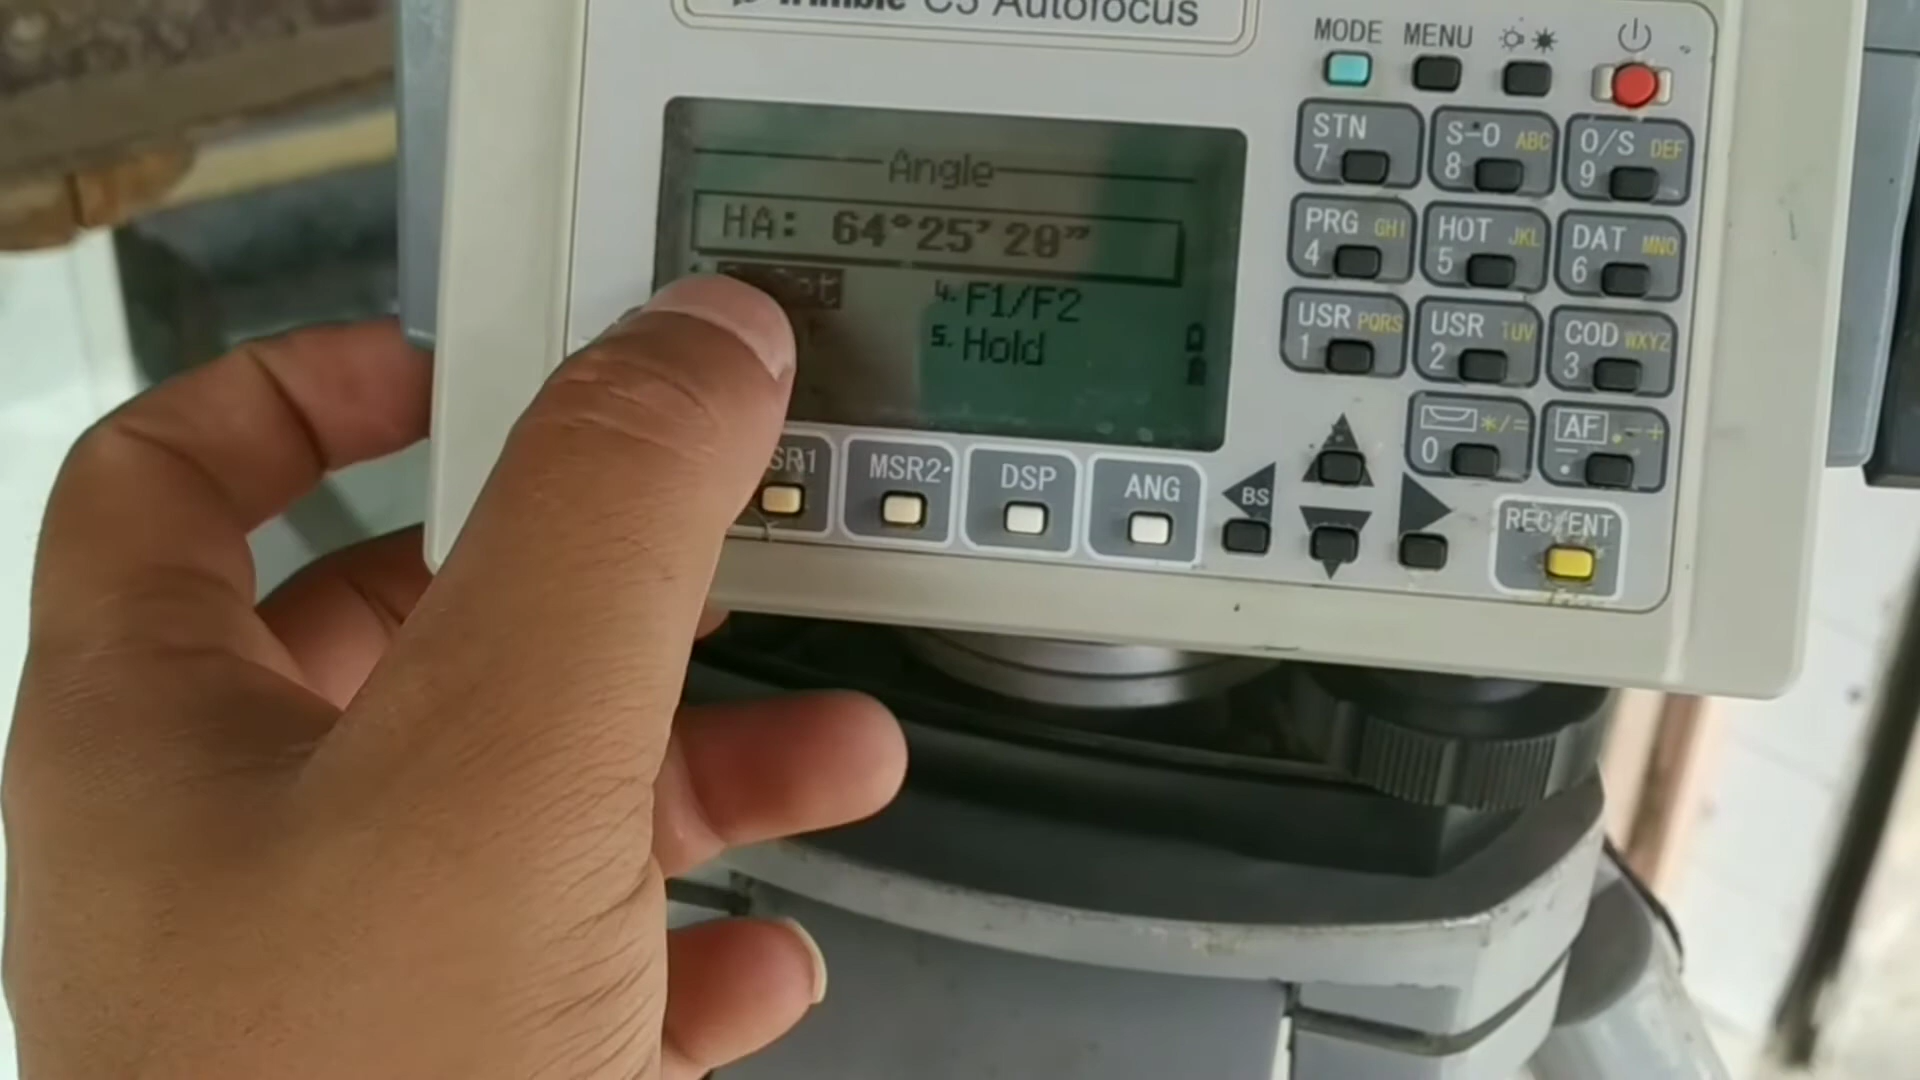 Trimble C5 Autofocus
MODE MENU
Angle
HA: 64°25'20"
4. F1/F2
5. Hold
STN 7
S-O ABC 8
O/S DEF 9
PRG GHI 4
HOT JKL 5
DAT MNO 6
USR PQRS 1
USR TUV 2
COD WXYZ 3
*/= 0
AF .-+
MSR2
DSP
ANG
BS
REC/ENT